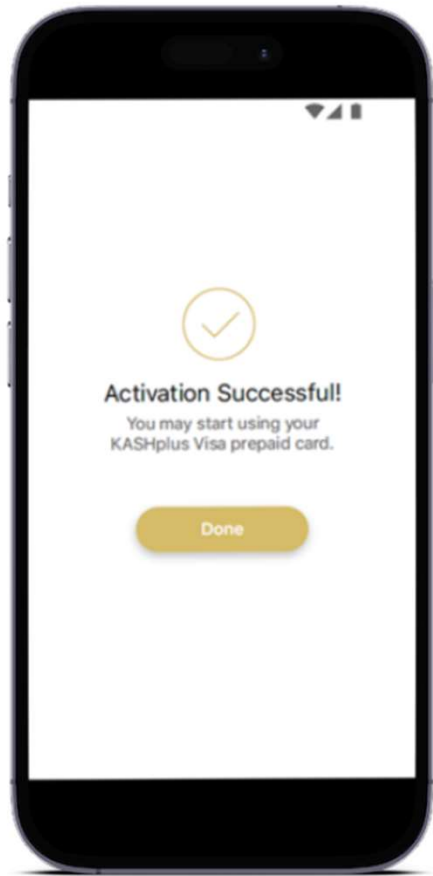 Activation Successful!
You may start using your
KASHplus Visa prepaid card.
Done